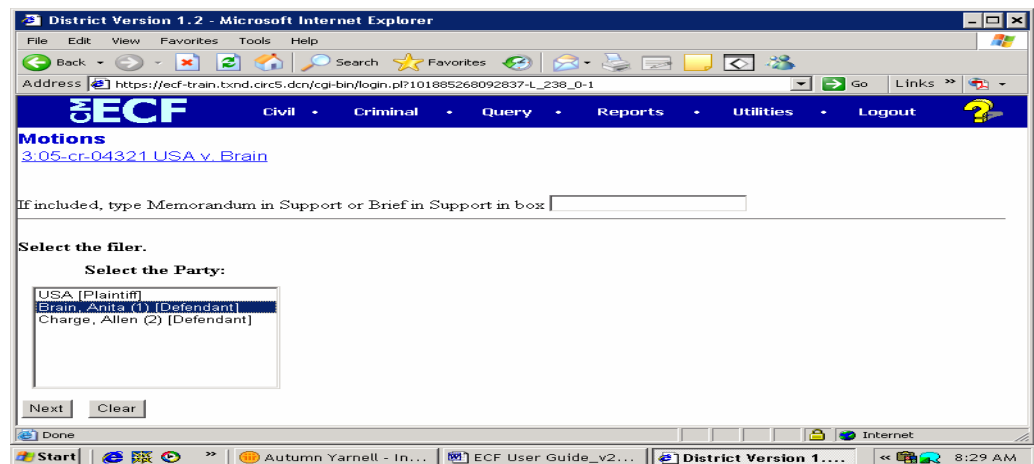 District Version 1.2 - Microsoft Internet Explorer
File Edit View Favorites Tools Help
Back Search Favorites
Address https://ecf-train.txnd.circ5.dcn/cgi-bin/login.pl?101885268092837-L_238_0-1 Go Links »
CM ECF Civil • Criminal • Query • Reports • Utilities • Logout ?
Motions
3:05-cr-04321 USA v. Brain
If included, type Memorandum in Support or Brief in Support in box
Select the filer.
Select the Party:
USA [Plaintiff]
Brain, Anita (1) [Defendant]
Charge, Allen (2) [Defendant]
Next Clear
Done Internet
Start » Autumn Yarnell - In... ECF User Guide_v2... District Version 1.... « 8:29 AM